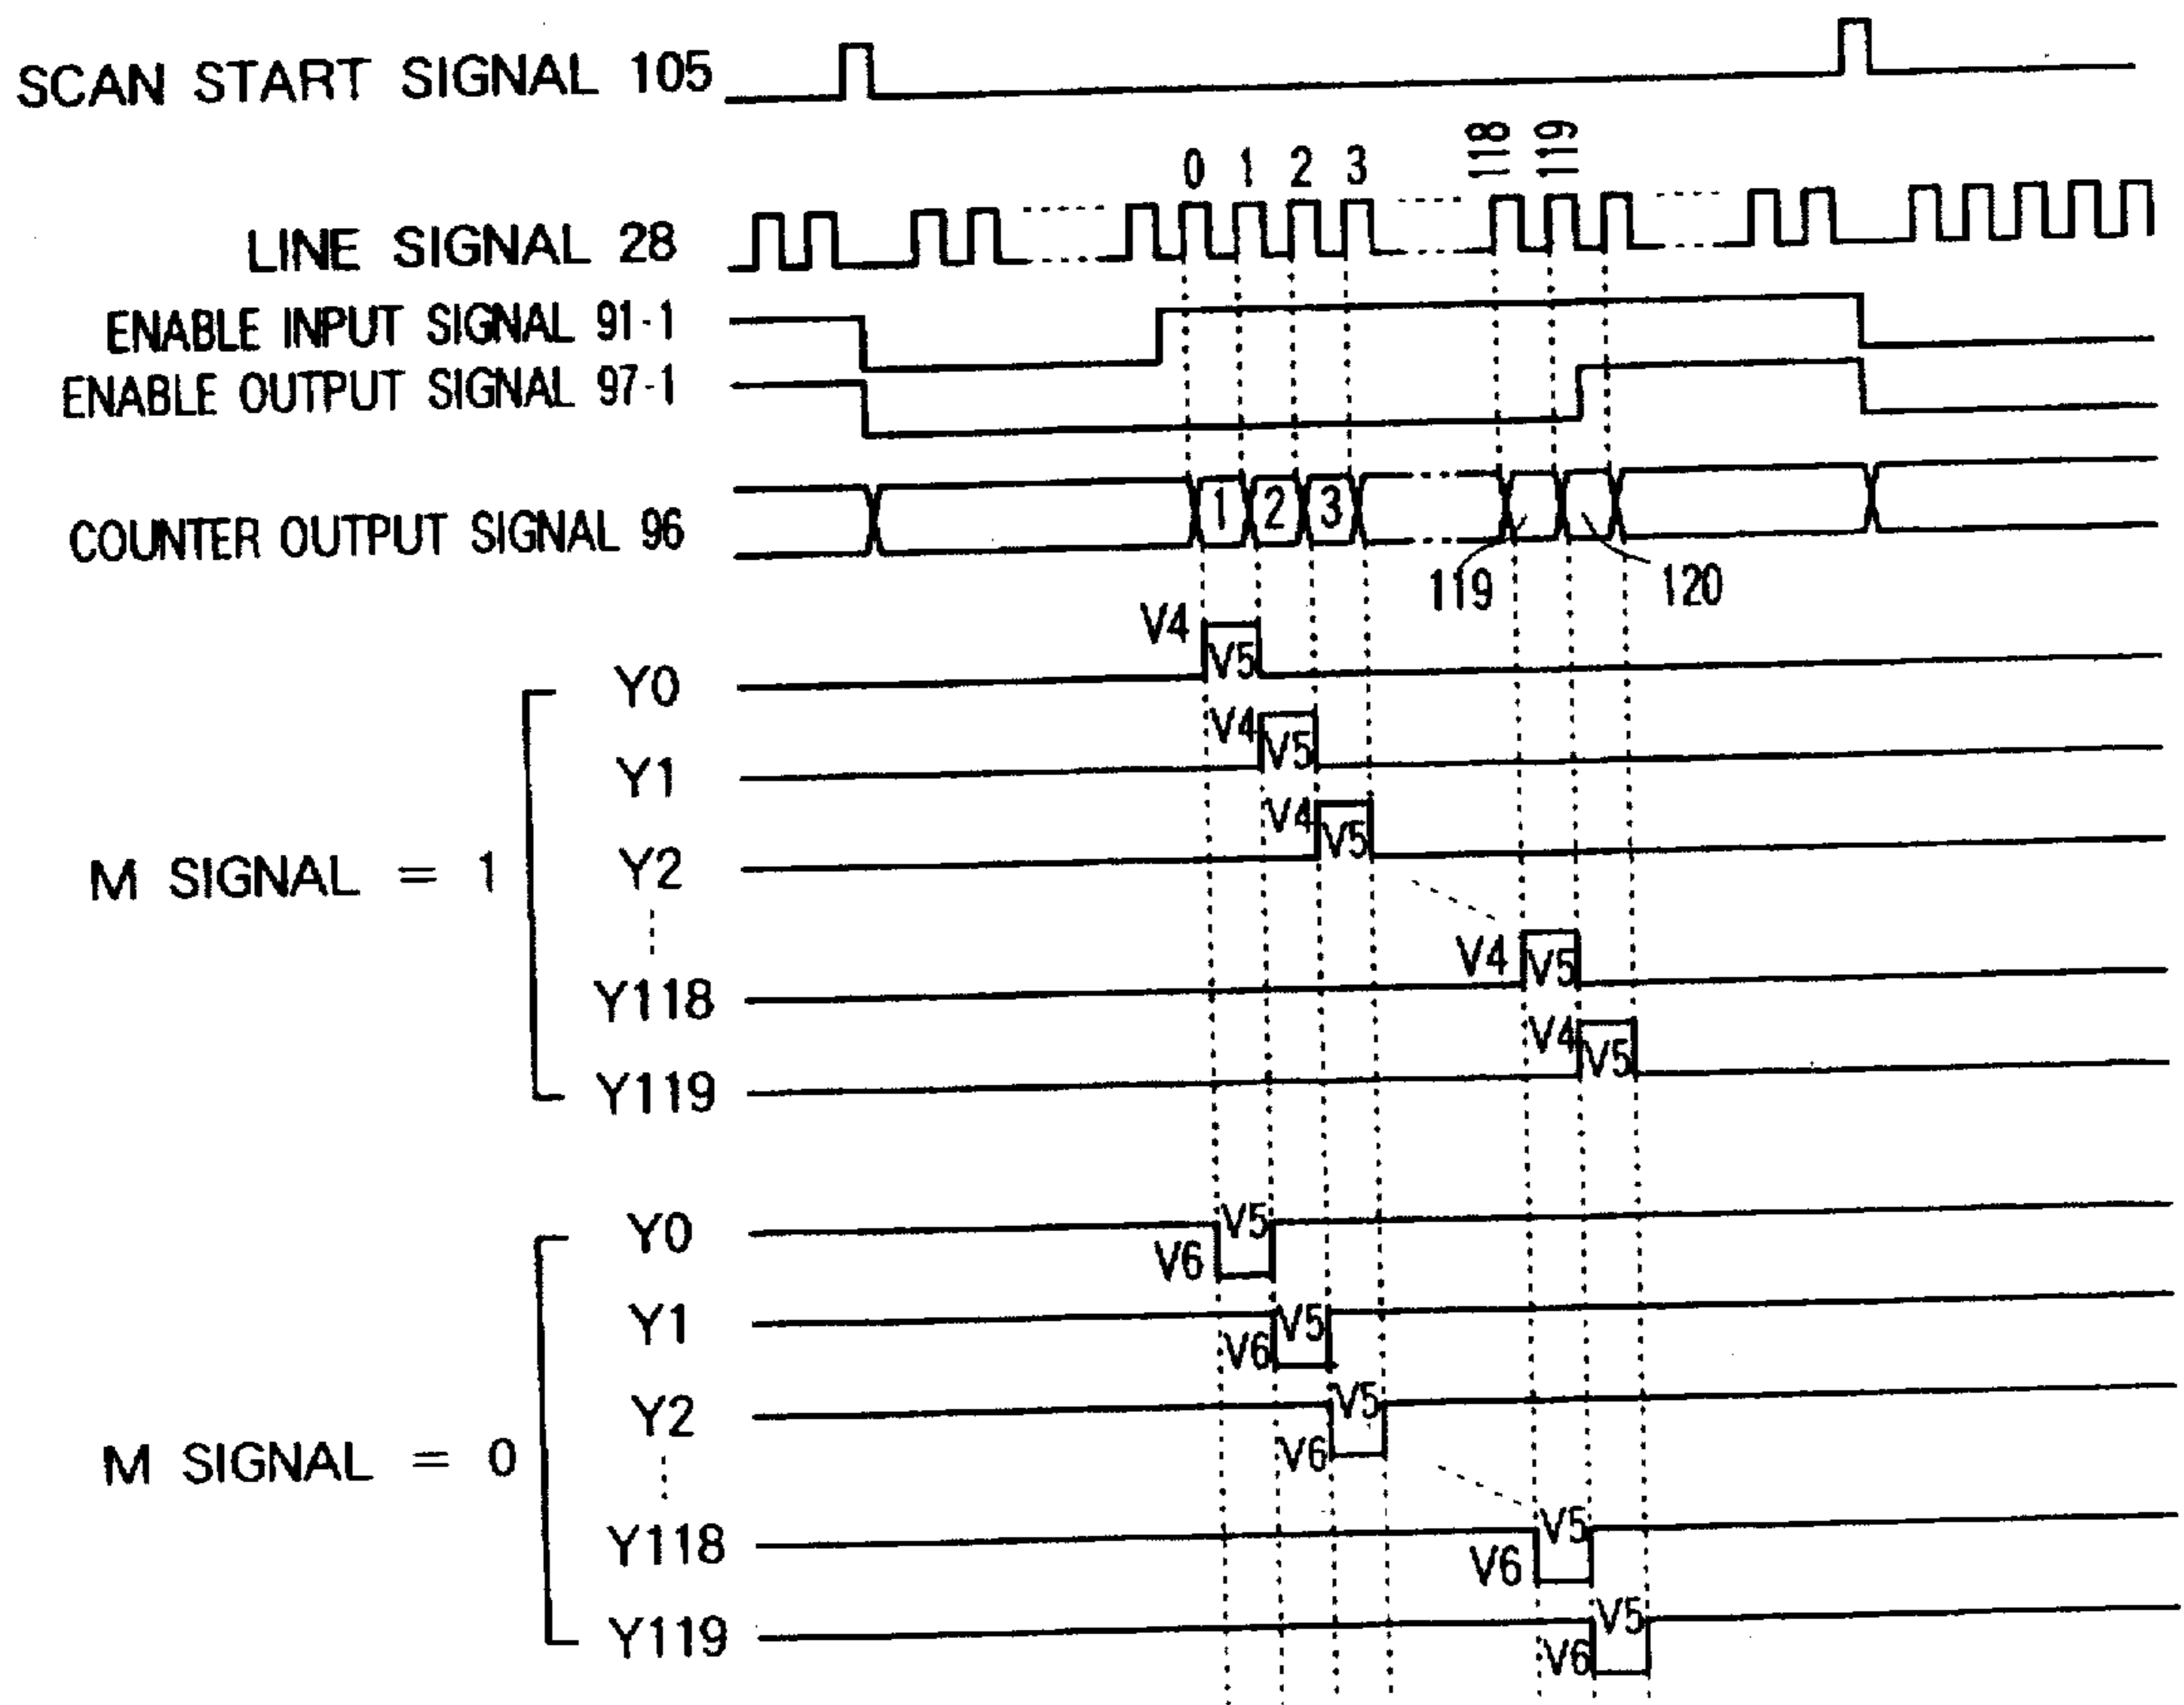 SCAN START SIGNAL 105
0 1 2 3 118 119
LINE SIGNAL 28
ENABLE INPUT SIGNAL 91-1
ENABLE OUTPUT SIGNAL 97-1
COUNTER OUTPUT SIGNAL 96
1 2 3
119 120
M SIGNAL = 1
Y0 V4 V5
Y1 V4 V5
Y2 V4 V5
Y118 V4 V5
Y119 V4 V5
M SIGNAL = 0
Y0 V6 V5
Y1 V6 V5
Y2 V6 V5
Y118 V6 V5
Y119 V6 V5